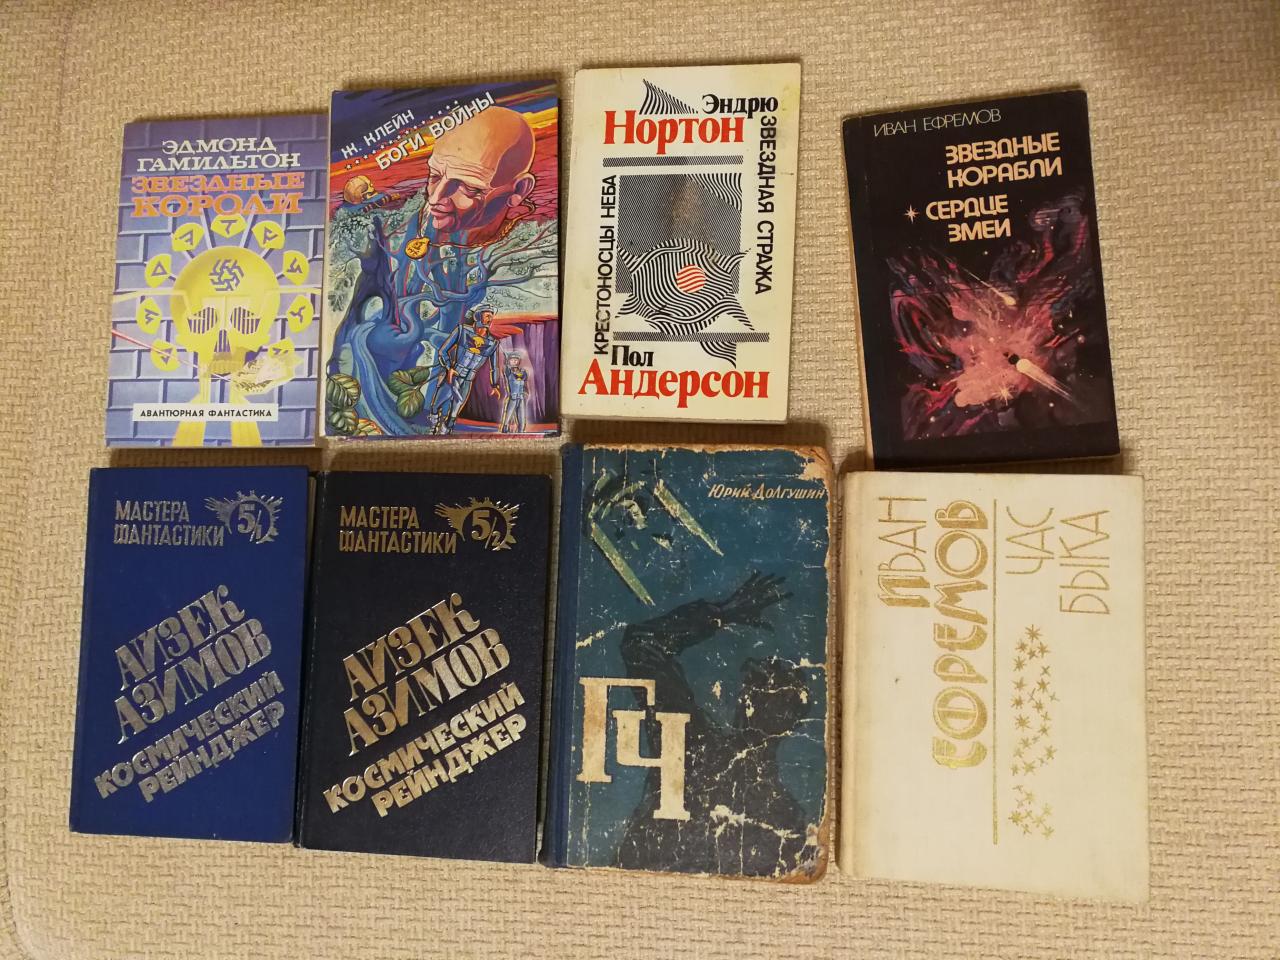 ЭДМОНД
ГАМИЛЬТОН
ЗВЕЗДНЫЕ
КОРОЛИ
АВАНТЮРНАЯ ФАНТАСТИКА
Ж. КЛЕЙН
БОГИ ВОЙНЫ
Эндрю
Нортон
ЗВЕЗДНАЯ СТРАЖА
КРЕСТОНОСЦЫ НЕБА
Пол
Андерсон
ИВАН ЕФРЕМОВ
ЗВЕЗДНЫЕ
КОРАБЛИ
СЕРДЦЕ
ЗМЕИ
МАСТЕРА
ФАНТАСТИКИ
5/1
АЙЗЕК
АЗИМОВ
КОСМИЧЕСКИЙ
РЕЙНДЖЕР
МАСТЕРА
ФАНТАСТИКИ
5/2
АЙЗЕК
АЗИМОВ
КОСМИЧЕСКИЙ
РЕЙНДЖЕР
Юрий Долгушин
ГЧ
ИВАН
ЕФРЕМОВ
ЧАС
БЫКА